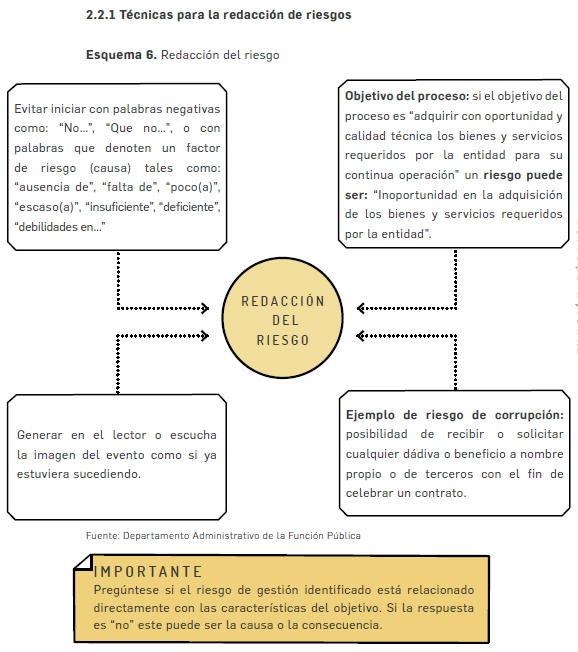 2.2.1 Técnicas para la redacción de riesgos
Esquema 6. Redacción del riesgo
Evitar iniciar con palabras negativas
como: “No...”, “Que no...”, o con
palabras que denoten un factor
de riesgo (causa) tales como:
“ausencia de”, “falta de”, “poco(a)”,
“escaso(a)”, “insuficiente”, “deficiente”,
“debilidades en...”
Objetivo del proceso: si el objetivo del
proceso es “adquirir con oportunidad y
calidad técnica los bienes y servicios
requeridos por la entidad para su
continua operación” un riesgo puede
ser: “Inoportunidad en la adquisición
de los bienes y servicios requeridos
por la entidad”.
REDACCIÓN
DEL
RIESGO
Generar en el lector o escucha
la imagen del evento como si ya
estuviera sucediendo.
Ejemplo de riesgo de corrupción:
posibilidad de recibir o solicitar
cualquier dádiva o beneficio a nombre
propio o de terceros con el fin de
celebrar un contrato.
Fuente: Departamento Administrativo de la Función Pública
IMPORTANTE
Pregúntese si el riesgo de gestión identificado está relacionado
directamente con las características del objetivo. Si la respuesta
es “no” este puede ser la causa o la consecuencia.